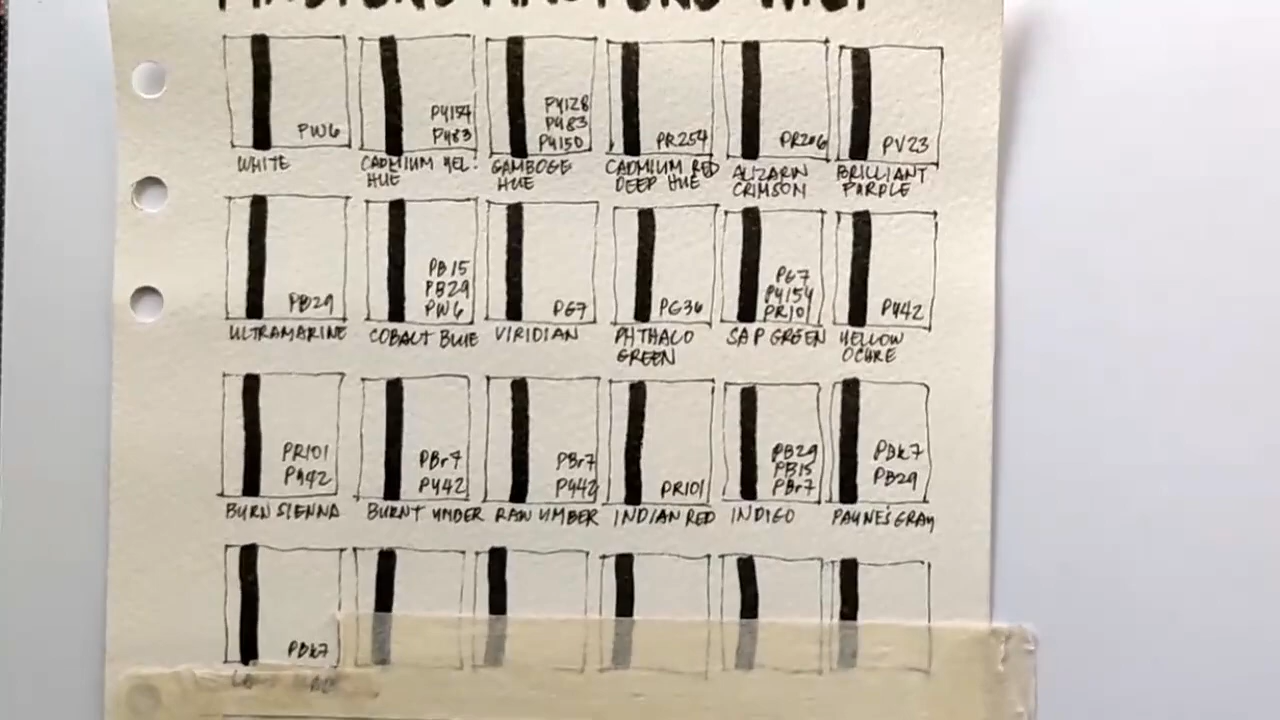 PW6
WHITE
PY154
PY83
CADMIUM YEL.
HUE
PY128
PY83
PY150
GAMBOGE
HUE
PR254
CADMIUM RED
DEEP HUE
PR206
ALIZARIN
CRIMSON
PV23
BRILLIANT
PURPLE
PB29
ULTRAMARINE
PB15
PB29
PW6
COBALT BLUE
PG7
VIRIDIAN
PG36
PHTHALO
GREEN
PG7
PY154
PR101
SAP GREEN
PY42
YELLOW
OCHRE
PR101
PY42
BURN SIENNA
PBr7
PY42
BURNT UMBER
PBr7
PY42
RAW UMBER
PR101
INDIAN RED
PB29
PB15
PBr7
INDIGO
PBk7
PB29
PAYNE'S GRAY
PBk7